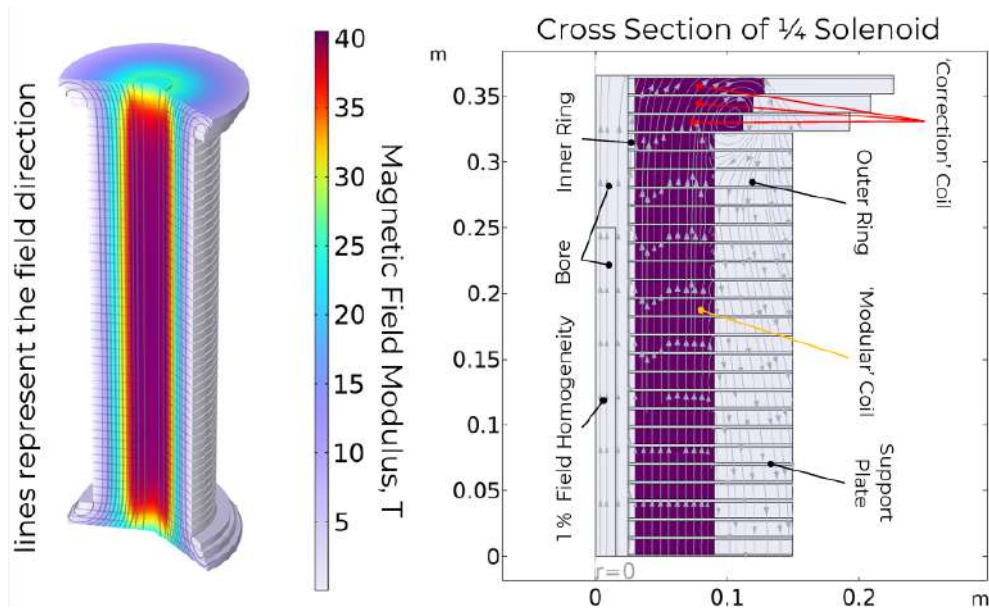 lines represent the field direction
40
35
30
25
20
15
10
5
Magnetic Field Modulus, T
Cross Section of ¼ Solenoid
m
0.35
0.3
0.25
0.2
0.15
0.1
0.05
0
Inner Ring
Bore
1 % Field Homogeneity
'Correction' Coil
Outer Ring
'Modular' Coil
Support
Plate
r=0
0
0.1
0.2
m